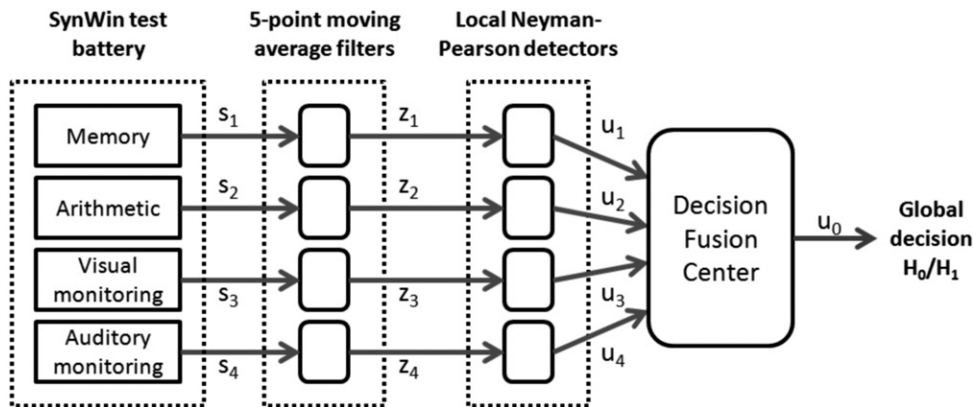 SynWin test
battery
5-point moving
average filters
Local Neyman-
Pearson detectors
Memory
Arithmetic
Visual
monitoring
Auditory
monitoring
s₁
s₂
s₃
s₄
z₁
z₂
z₃
z₄
u₁
u₂
u₃
u₄
Decision
Fusion
Center
u₀
Global
decision
H₀/H₁